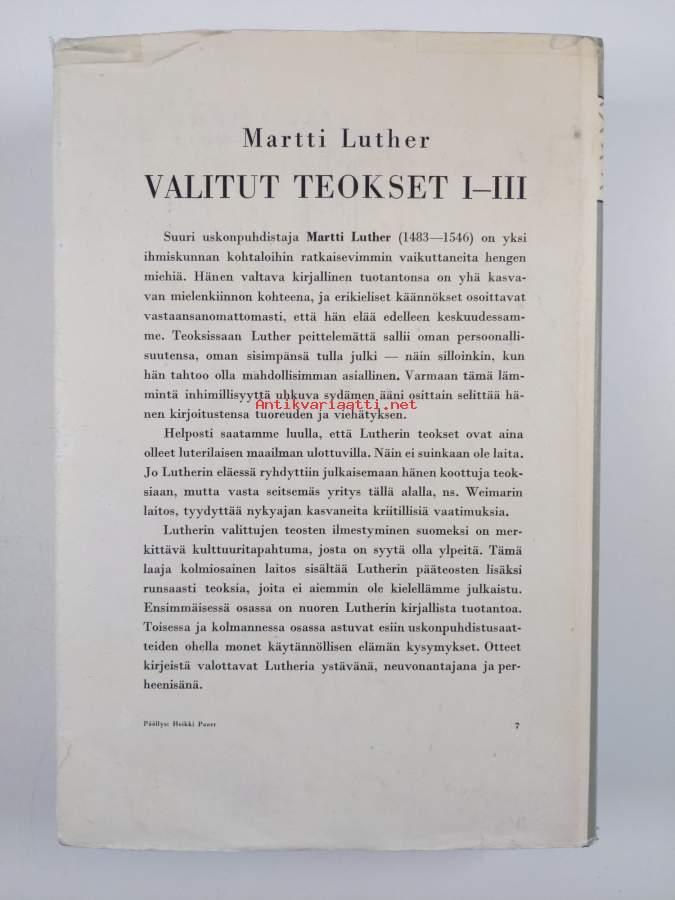 Martti Luther
VALITUT TEOKSET I–III
Suuri uskonpuhdistaja Martti Luther (1483—1546) on yksi
ihmiskunnan kohtaloihin ratkaisevimmin vaikuttaneita hengen
miehiä. Hänen valtava kirjallinen tuotantonsa on yhä kasva-
van mielenkiinnon kohteena, ja erikieliset käännökset osoittavat
vastaansanomattomasti, että hän elää edelleen keskuudessam-
me. Teoksissaan Luther peittelemättä sallii oman persoonalli-
suutensa, oman sisimpänsä tulla julki — näin silloinkin, kun
hän tahtoo olla mahdollisimman asiallinen. Varmaan tämä läm-
mintä inhimillisyyttä uhkuva sydämen ääni osittain selittää hä-
Antikvariaatti.net
nen kirjoitustensa tuoreuden ja viehätyksen.
Helposti saatamme luulla, että Lutherin teokset ovat aina
olleet luterilaisen maailman ulottuvilla. Näin ei suinkaan ole laita.
Jo Lutherin eläessä ryhdyttiin julkaisemaan hänen koottuja teok-
siaan, mutta vasta seitsemäs yritys tällä alalla, ns. Weimarin
laitos, tyydyttää nykyajan kasvaneita kriitillisiä vaatimuksia.
Lutherin valittujen teosten ilmestyminen suomeksi on mer-
kittävä kulttuuritapahtuma, josta on syytä olla ylpeitä. Tämä
laaja kolmiosainen laitos sisältää Lutherin pääteosten lisäksi
runsaasti teoksia, joita ei aiemmin ole kielellämme julkaistu.
Ensimmäisessä osassa on nuoren Lutherin kirjallista tuotantoa.
Toisessa ja kolmannessa osassa astuvat esiin uskonpuhdistusaat-
teiden ohella monet käytännöllisen elämän kysymykset. Otteet
kirjeistä valottavat Lutheria ystävänä, neuvonantajana ja per-
heenisänä.
Päällys: Heikki Puner
7